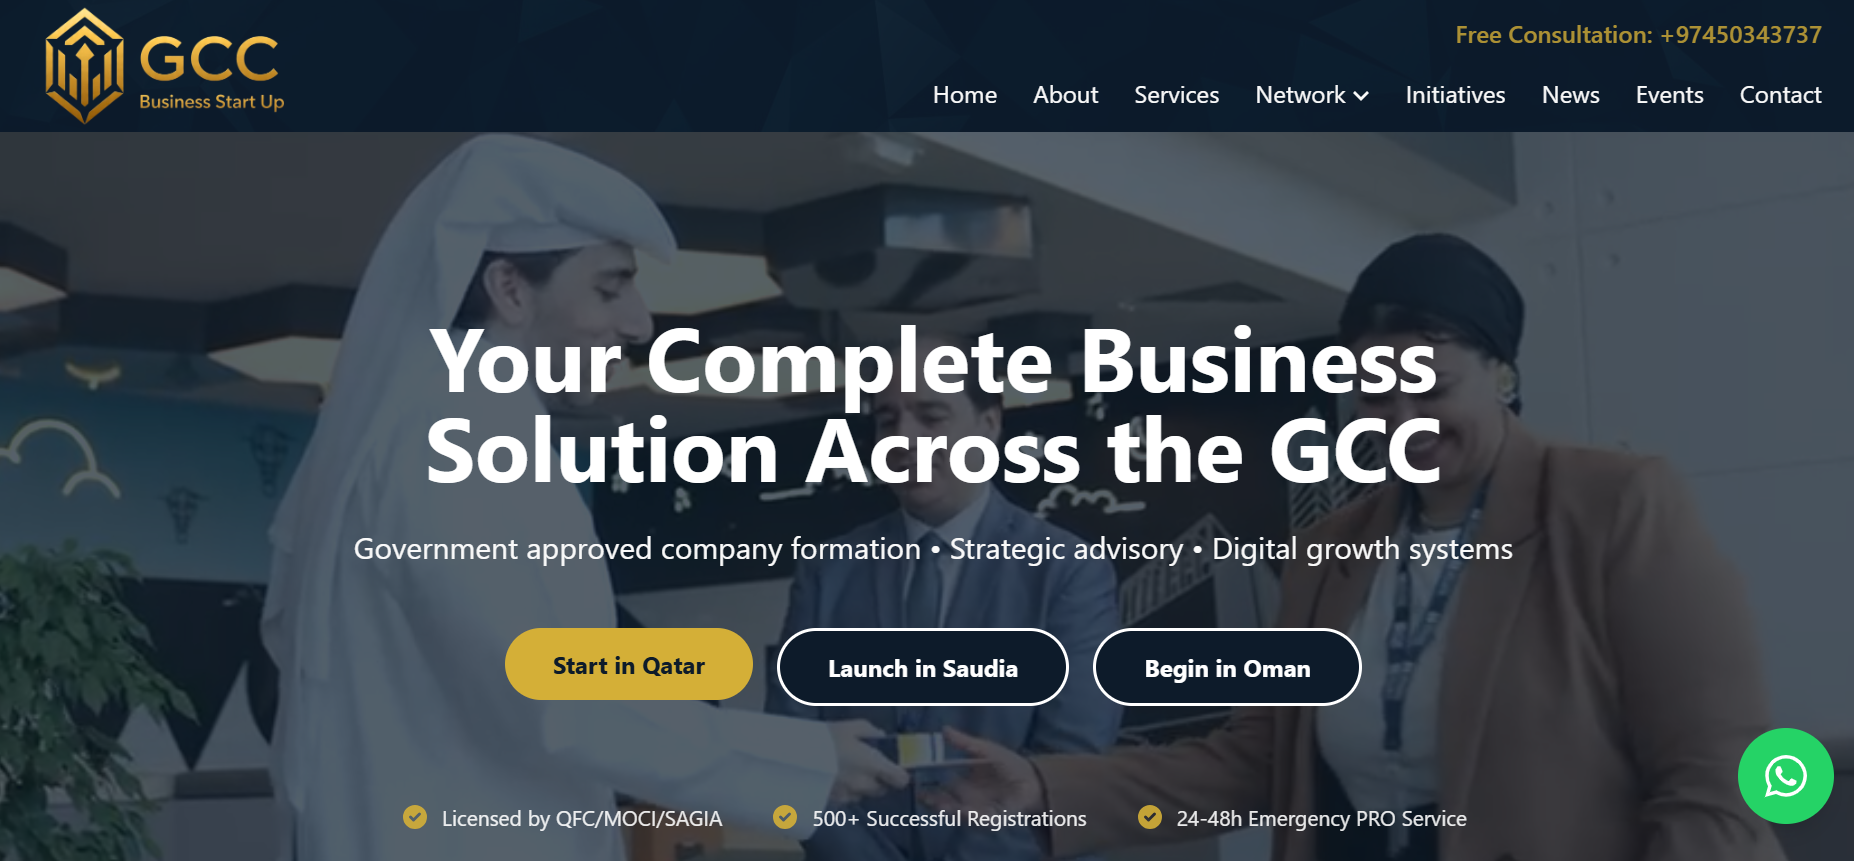 GCC
Business Start Up
Free Consultation: +97450343737
Home About Services Network Initiatives News Events Contact
Your Complete Business
Solution Across the GCC
Government approved company formation • Strategic advisory • Digital growth systems
Start in Qatar Launch in Saudia Begin in Oman
Licensed by QFC/MOCI/SAGIA 500+ Successful Registrations 24-48h Emergency PRO Service